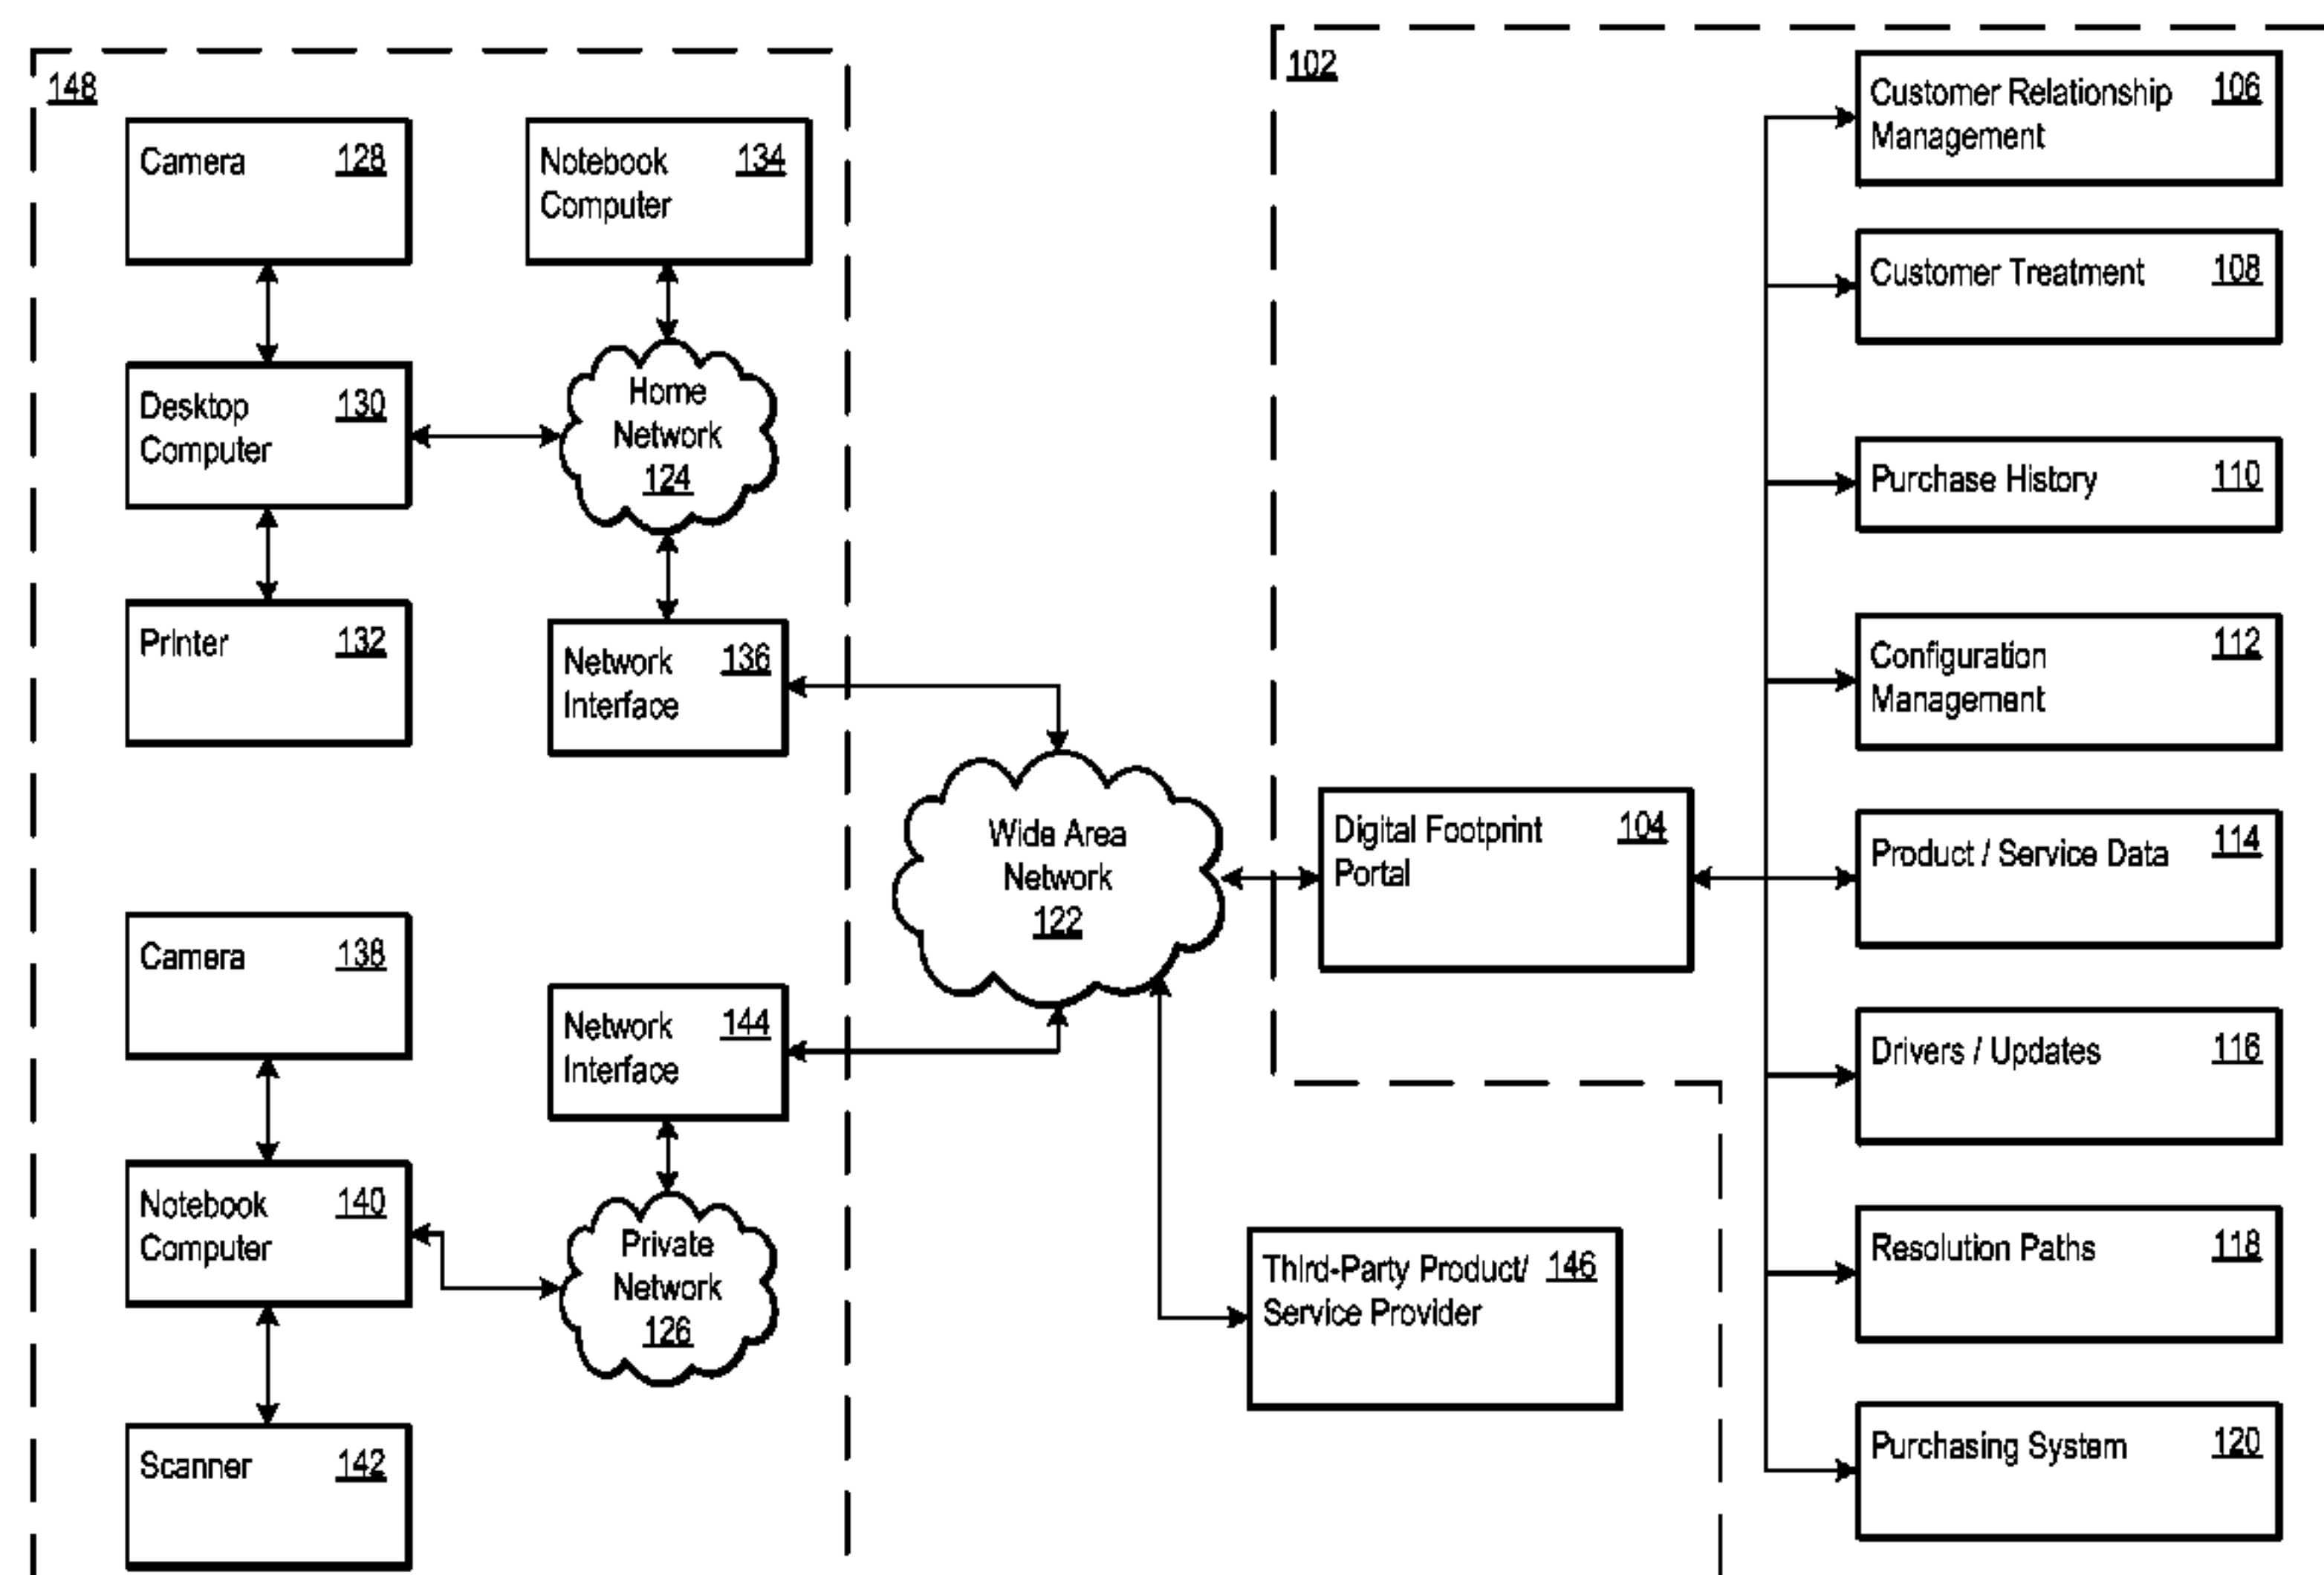 148
Camera 128
Notebook 134
Computer
Desktop 130
Computer
Home
Network
124
Printer 132
Network 136
Interface
Camera 138
Network 144
Interface
Notebook 140
Computer
Private
Network
126
Scanner 142
Wide Area
Network
122
Third-Party Product/ 146
Service Provider
102
Digital Footprint 104
Portal
Customer Relationship 106
Management
Customer Treatment 108
Purchase History 110
Configuration 112
Management
Product / Service Data 114
Drivers / Updates 116
Resolution Paths 118
Purchasing System 120